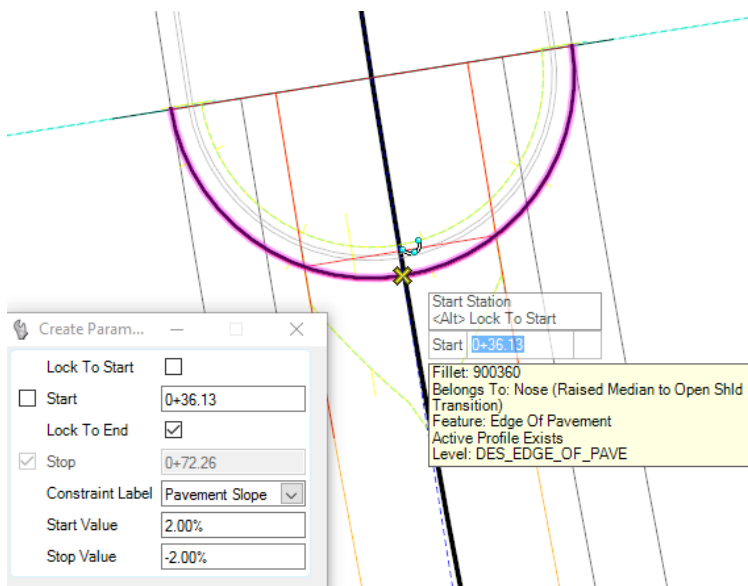 Start Station
<Alt> Lock To Start
Start 0+36.13
Fillet: 900360
Belongs To: Nose (Raised Median to Open Shld
Transition)
Feature: Edge Of Pavement
Active Profile Exists
Level: DES_EDGE_OF_PAVE
Create Param...
Lock To Start
Start 0+36.13
Lock To End
Stop 0+72.26
Constraint Label Pavement Slope
Start Value 2.00%
Stop Value -2.00%